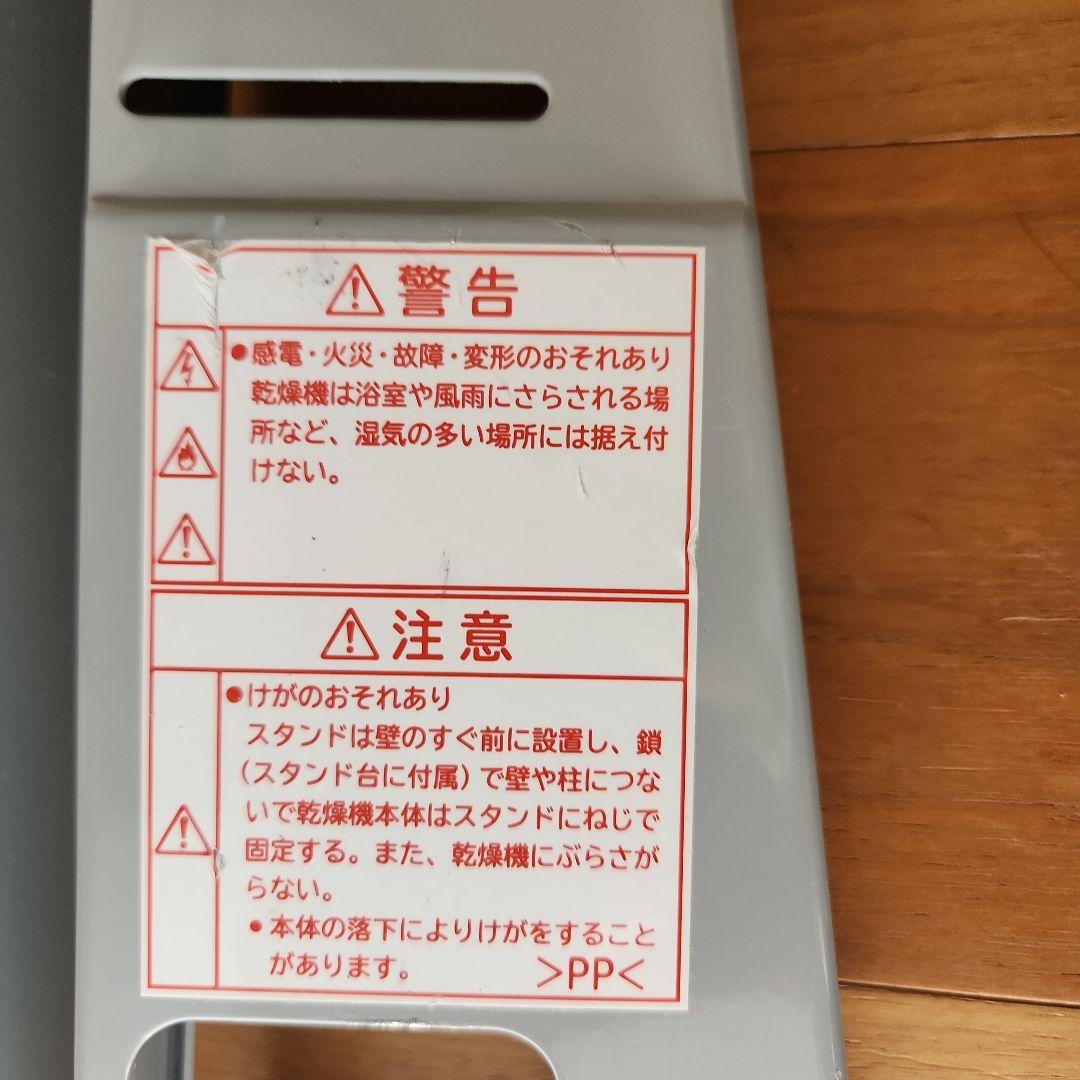 警告
●感電・火災・故障・変形のおそれあり
乾燥機は浴室や風雨にさらされる場
所など、湿気の多い場所には据え付
けない。
注意
●けがのおそれあり
スタンドは壁のすぐ前に設置し、鎖
（スタンド台に付属）で壁や柱につな
いで乾燥機本体はスタンドにねじで
固定する。また、乾燥機にぶらさが
らない。
●本体の落下によりけがをすること
があります。
>PP<